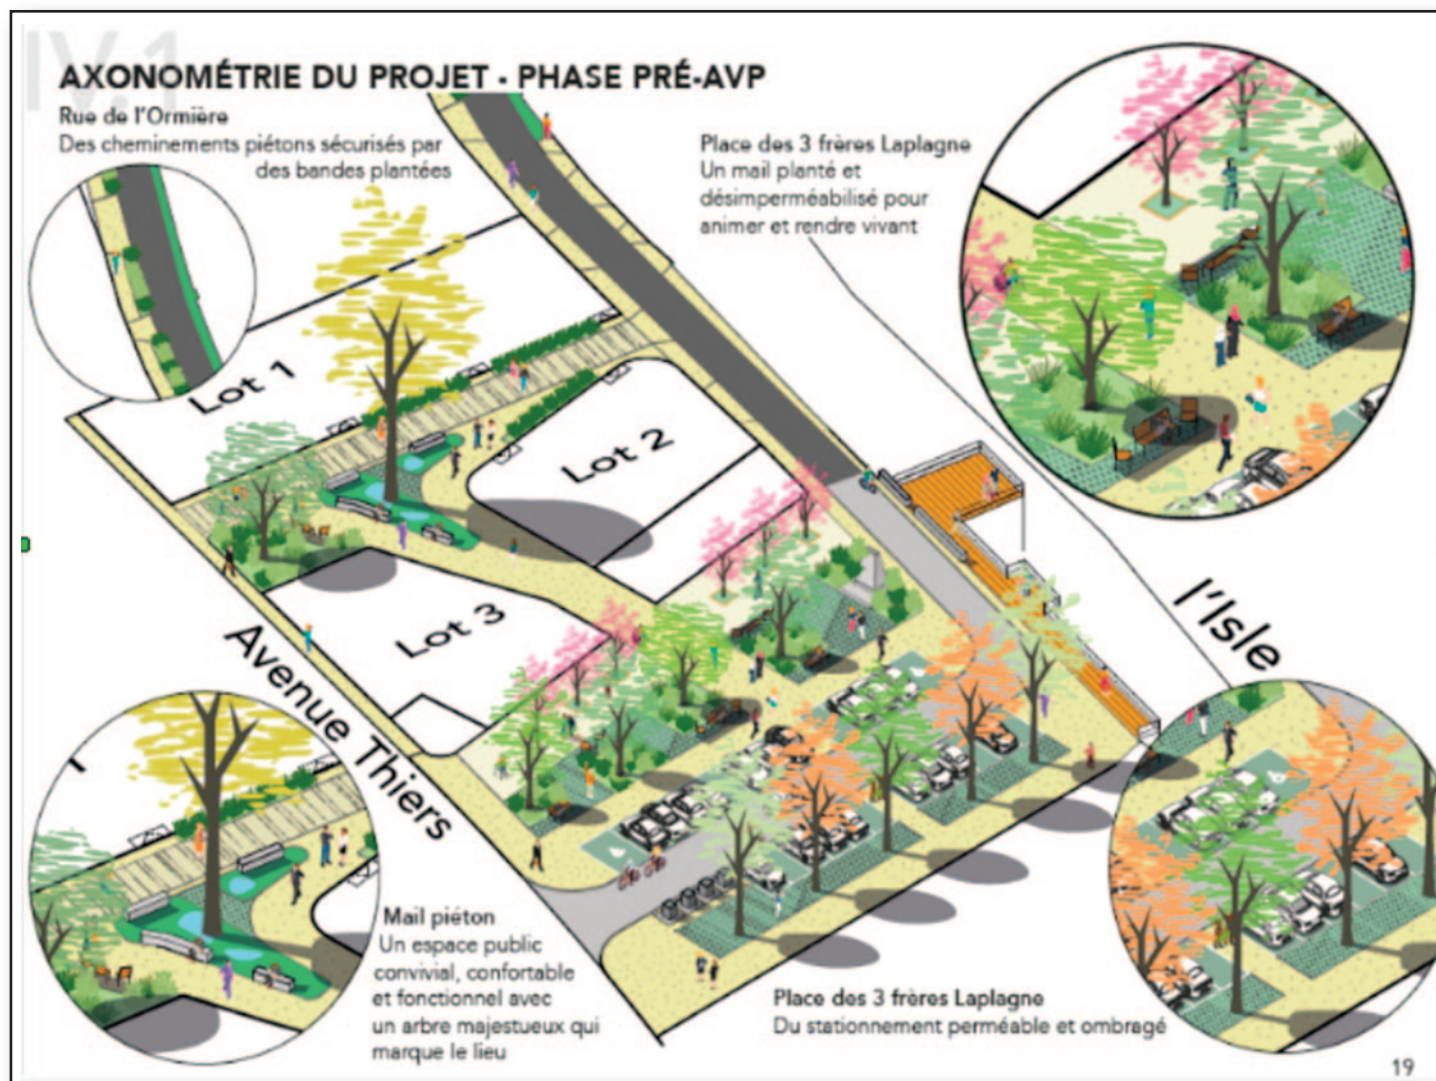 IV.1
AXONOMÉTRIE DU PROJET - PHASE PRÉ-AVP
Rue de l'Ormière
Des cheminements piétons sécurisés par
des bandes plantées
Place des 3 frères Laplagne
Un mail planté et
désimperméabilisé pour
animer et rendre vivant
Lot 1
Lot 2
Lot 3
l'Isle
Avenue Thiers
Mail piéton
Un espace public
convivial, confortable
et fonctionnel avec
un arbre majestueux qui
marque le lieu
Place des 3 frères Laplagne
Du stationnement perméable et ombragé
19